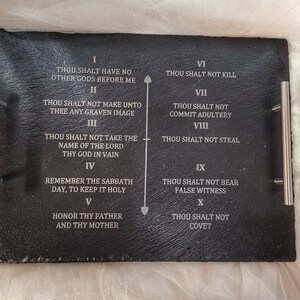 I
THOU SHALT HAVE NO
OTHER GODS BEFORE ME
II
THOU SHALT NOT MAKE UNTO
THEE ANY GRAVEN IMAGE
III
THOU SHALT NOT TAKE THE
NAME OF THE LORD
THY GOD IN VAIN
IV
REMEMBER THE SABBATH
DAY, TO KEEP IT HOLY
V
HONOR THY FATHER
AND THY MOTHER
VI
THOU SHALT NOT KILL
VII
THOU SHALT NOT
COMMIT ADULTERY
VIII
THOU SHALT NOT STEAL
IX
THOU SHALT NOT BEAR
FALSE WITNESS
X
THOU SHALT NOT
COVET